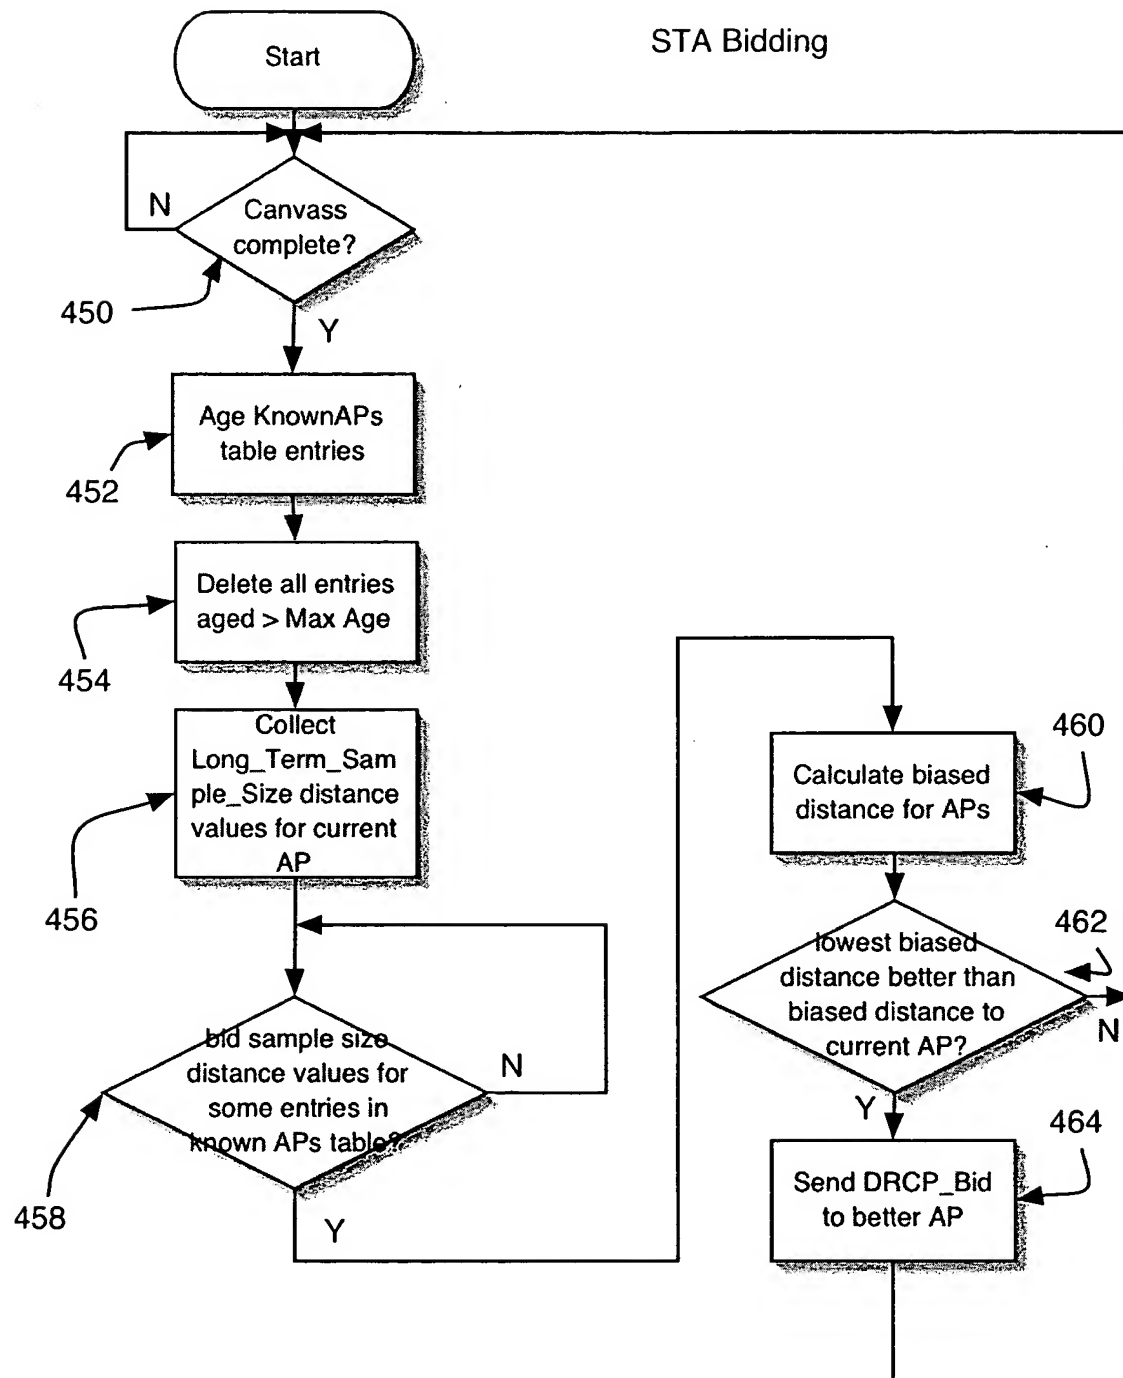 STA Bidding
Start
N
Canvass
complete?
450
Y
Age KnownAPs
table entries
452
Delete all entries
aged > Max Age
454
Collect
Long_Term_Sam
ple_Size distance
values for current
AP
456
bid sample size
distance values for
some entries in
known APs table?
N
458
Y
460
Calculate biased
distance for APs
462
lowest biased
distance better than
biased distance to
current AP?
N
Y
464
Send DRCP_Bid
to better AP